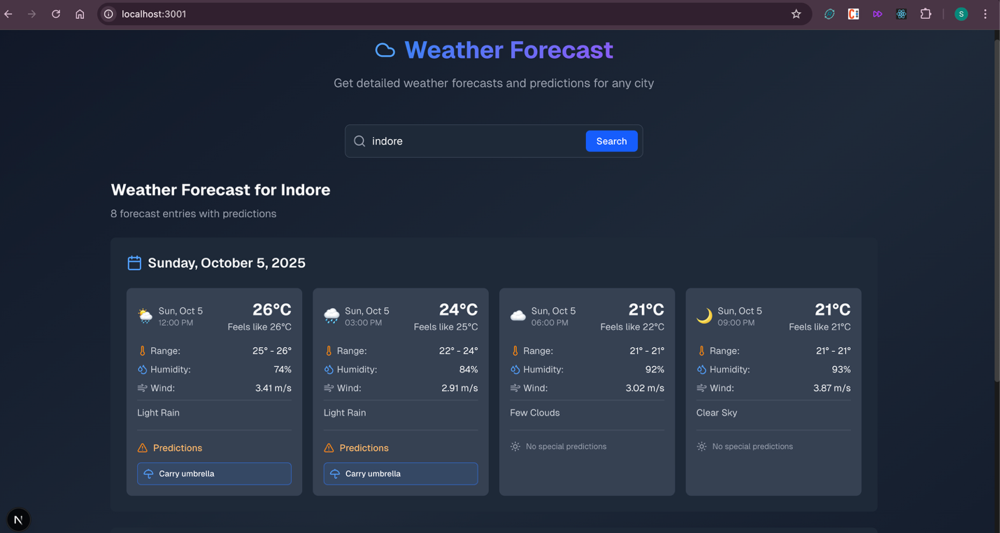 localhost:3001
S
Weather Forecast
Get detailed weather forecasts and predictions for any city
indore
Search
Weather Forecast for Indore
8 forecast entries with predictions
Sunday, October 5, 2025
Sun, Oct 5
12:00 PM
26°C
Feels like 26°C
Range: 25° - 26°
Humidity: 74%
Wind: 3.41 m/s
Light Rain
Predictions
Carry umbrella
Sun, Oct 5
03:00 PM
24°C
Feels like 25°C
Range: 22° - 24°
Humidity: 84%
Wind: 2.91 m/s
Light Rain
Predictions
Carry umbrella
Sun, Oct 5
06:00 PM
21°C
Feels like 22°C
Range: 21° - 21°
Humidity: 92%
Wind: 3.02 m/s
Few Clouds
No special predictions
Sun, Oct 5
09:00 PM
21°C
Feels like 21°C
Range: 21° - 21°
Humidity: 93%
Wind: 3.87 m/s
Clear Sky
No special predictions
N